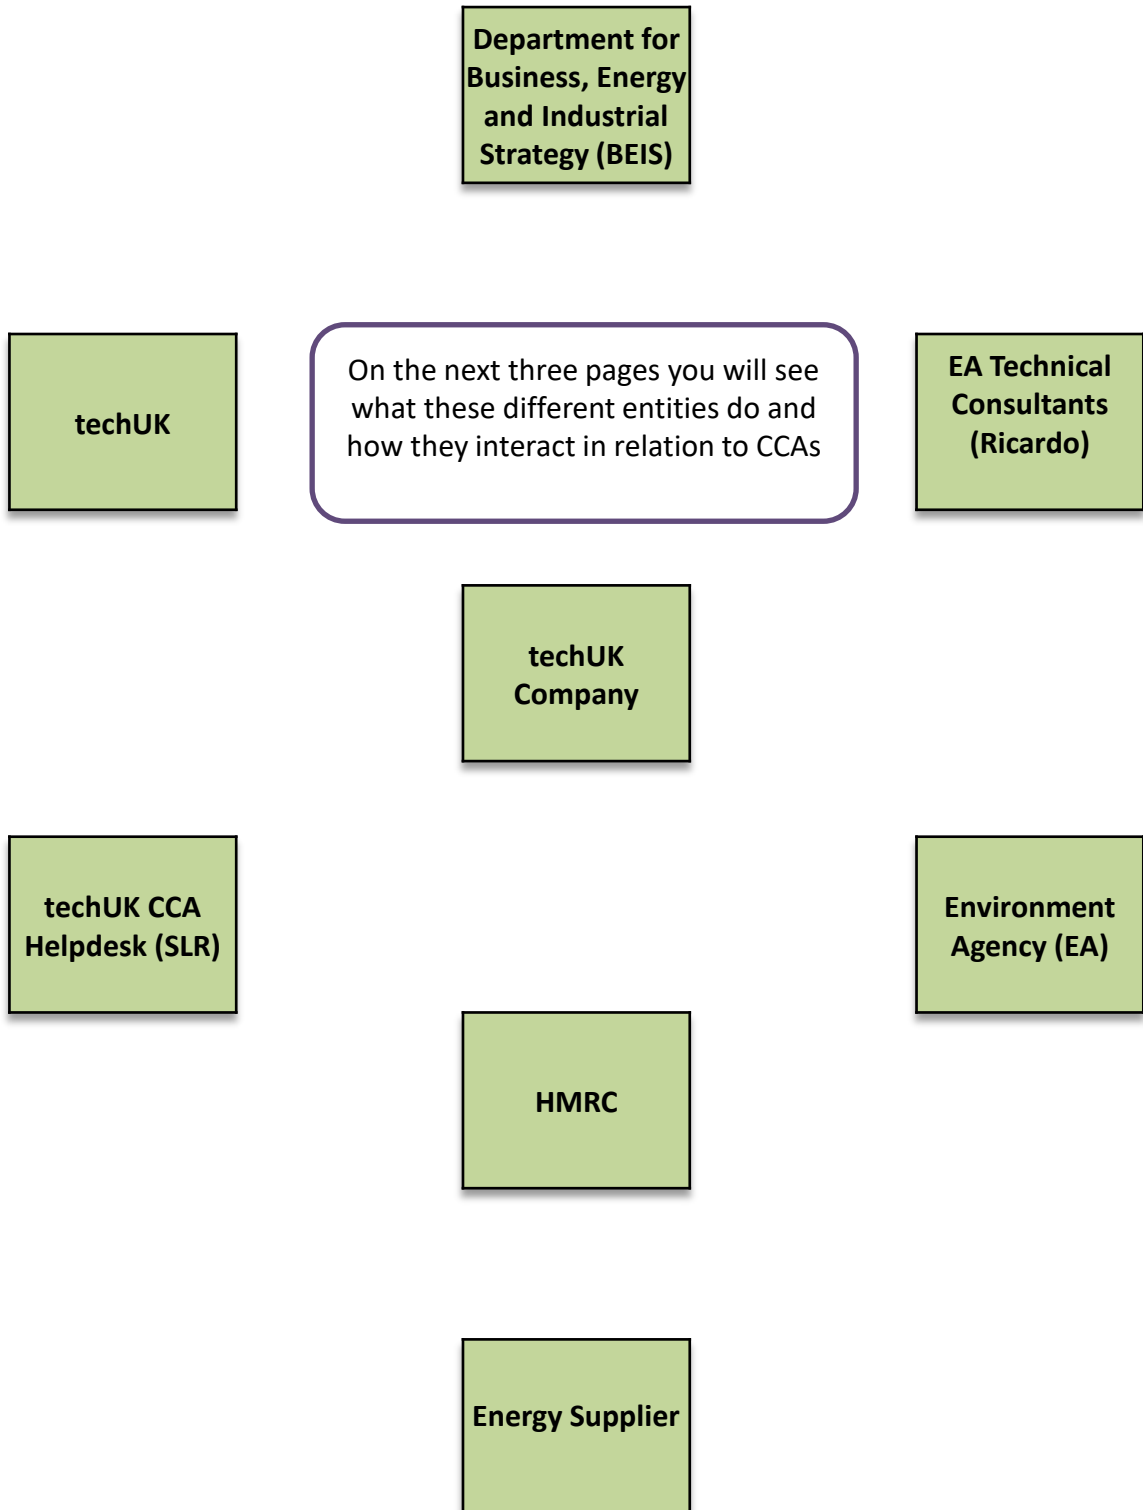 Department for
Business, Energy
and Industrial
Strategy (BEIS)
techUK
On the next three pages you will see
what these different entities do and
how they interact in relation to CCAs
EA Technical
Consultants
(Ricardo)
techUK
Company
techUK CCA
Helpdesk (SLR)
Environment
Agency (EA)
HMRC
Energy Supplier